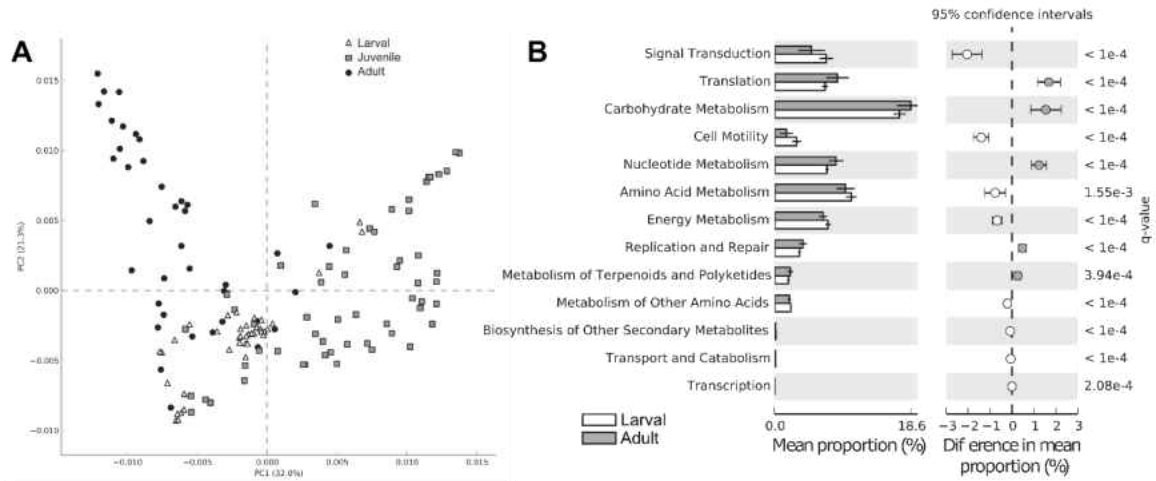 A
Larval
Juvenile
Adult
0.015
0.010
0.005
0.000
−0.005
−0.010
PC2 (21.3%)
−0.010
−0.005
0.000
0.005
0.010
0.015
PC1 (32.0%)
B
95% confidence intervals
Signal Transduction
< 1e-4
Translation
< 1e-4
Carbohydrate Metabolism
< 1e-4
Cell Motility
< 1e-4
Nucleotide Metabolism
< 1e-4
Amino Acid Metabolism
1.55e-3
Energy Metabolism
< 1e-4
Replication and Repair
< 1e-4
Metabolism of Terpenoids and Polyketides
3.94e-4
Metabolism of Other Amino Acids
< 1e-4
Biosynthesis of Other Secondary Metabolites
< 1e-4
Transport and Catabolism
< 1e-4
Transcription
2.08e-4
q-value
Larval
Adult
0.0
18.6
Mean proportion (%)
−3 −2 −1 0 1 2 3
Dif erence in mean
proportion (%)